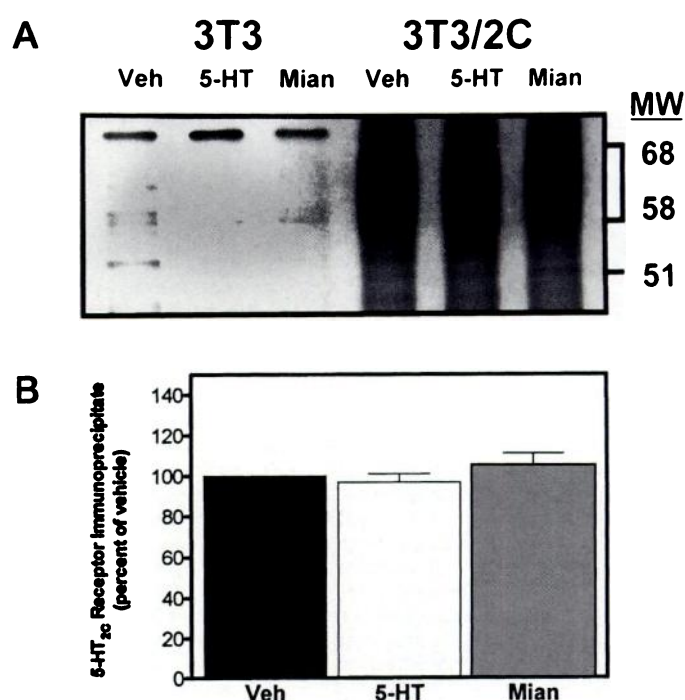 A
3T3 3T3/2C
Veh 5-HT Mian Veh 5-HT Mian
MW
68
58
51
B
5-HT2C Receptor Immunoprecipitate
(percent of vehicle)
140
120
100
80
60
40
20
0
Veh 5-HT Mian